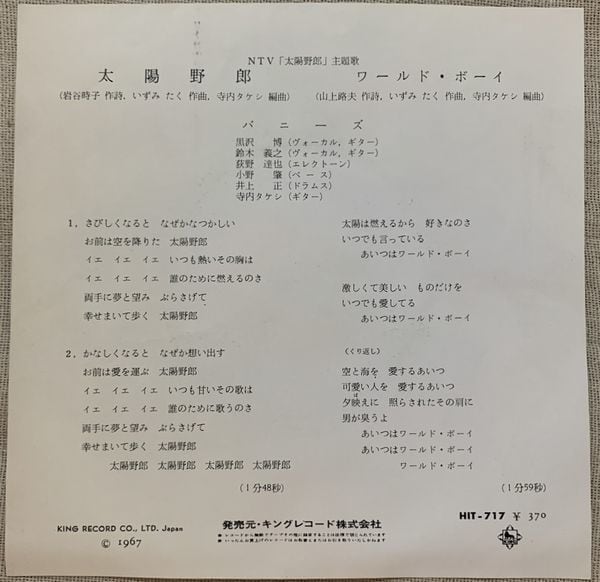 NTV「太陽野郎」主題歌
太陽野郎
(岩谷時子 作詩, いずみ たく 作曲, 寺内タケシ 編曲)
ワールド・ボーイ
(山上路夫 作詩, いずみ たく 作曲, 寺内タケシ 編曲)
バニーズ
黒沢 博(ヴォーカル, ギター)
鈴木 義之(ヴォーカル, ギター)
荻野 達也(エレクトーン)
小野 肇(ベース)
井上 正(ドラムス)
寺内タケシ(ギター)
1. さびしくなると なぜかなつかしい
お前は空を降りた 太陽野郎
イェ イェ イェ いつも熱いその胸は
イェ イェ イェ 誰のために燃えるのさ
両手に夢と望み ぶらさげて
幸せまいて歩く 太陽野郎
2. かなしくなると なぜか想い出す
お前は愛を運ぶ 太陽野郎
イェ イェ イェ いつも甘いその歌は
イェ イェ イェ 誰のために歌うのさ
両手に夢と望み ぶらさげて
幸せまいて歩く 太陽野郎
太陽野郎 太陽野郎 太陽野郎 太陽野郎
(1分48秒)
太陽は燃えるから 好きなのさ
いつでも言っている
あいつはワールド・ボーイ
激しくて美しい ものだけを
いつでも愛してる
あいつはワールド・ボーイ
(くり返し)
空と海を 愛するあいつ
可愛い人を 愛するあいつ
夕映えに 照らされたその肩に
男が臭うよ
あいつはワールド・ボーイ
あいつはワールド・ボーイ
ワールド・ボーイ
(1分59秒)
KING RECORD CO., LTD. Japan
© 1967
発売元・キングレコード株式会社
HIT-717 ¥ 370